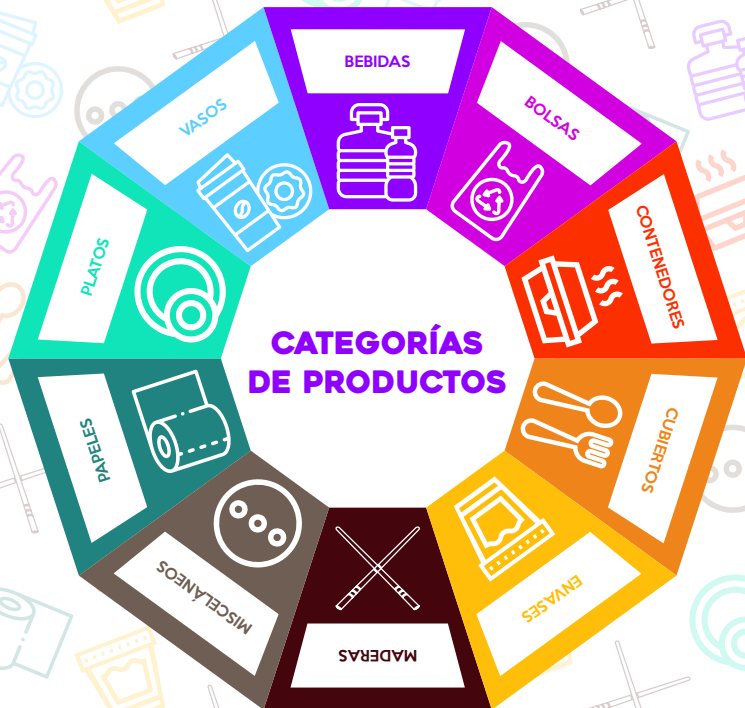 CATEGORÍAS
DE PRODUCTOS
BEBIDAS
BOLSAS
CONTENEDORES
CUBIERTOS
ENVASES
MADERAS
MISCELÁNEOS
PAPELES
PLATOS
VASOS